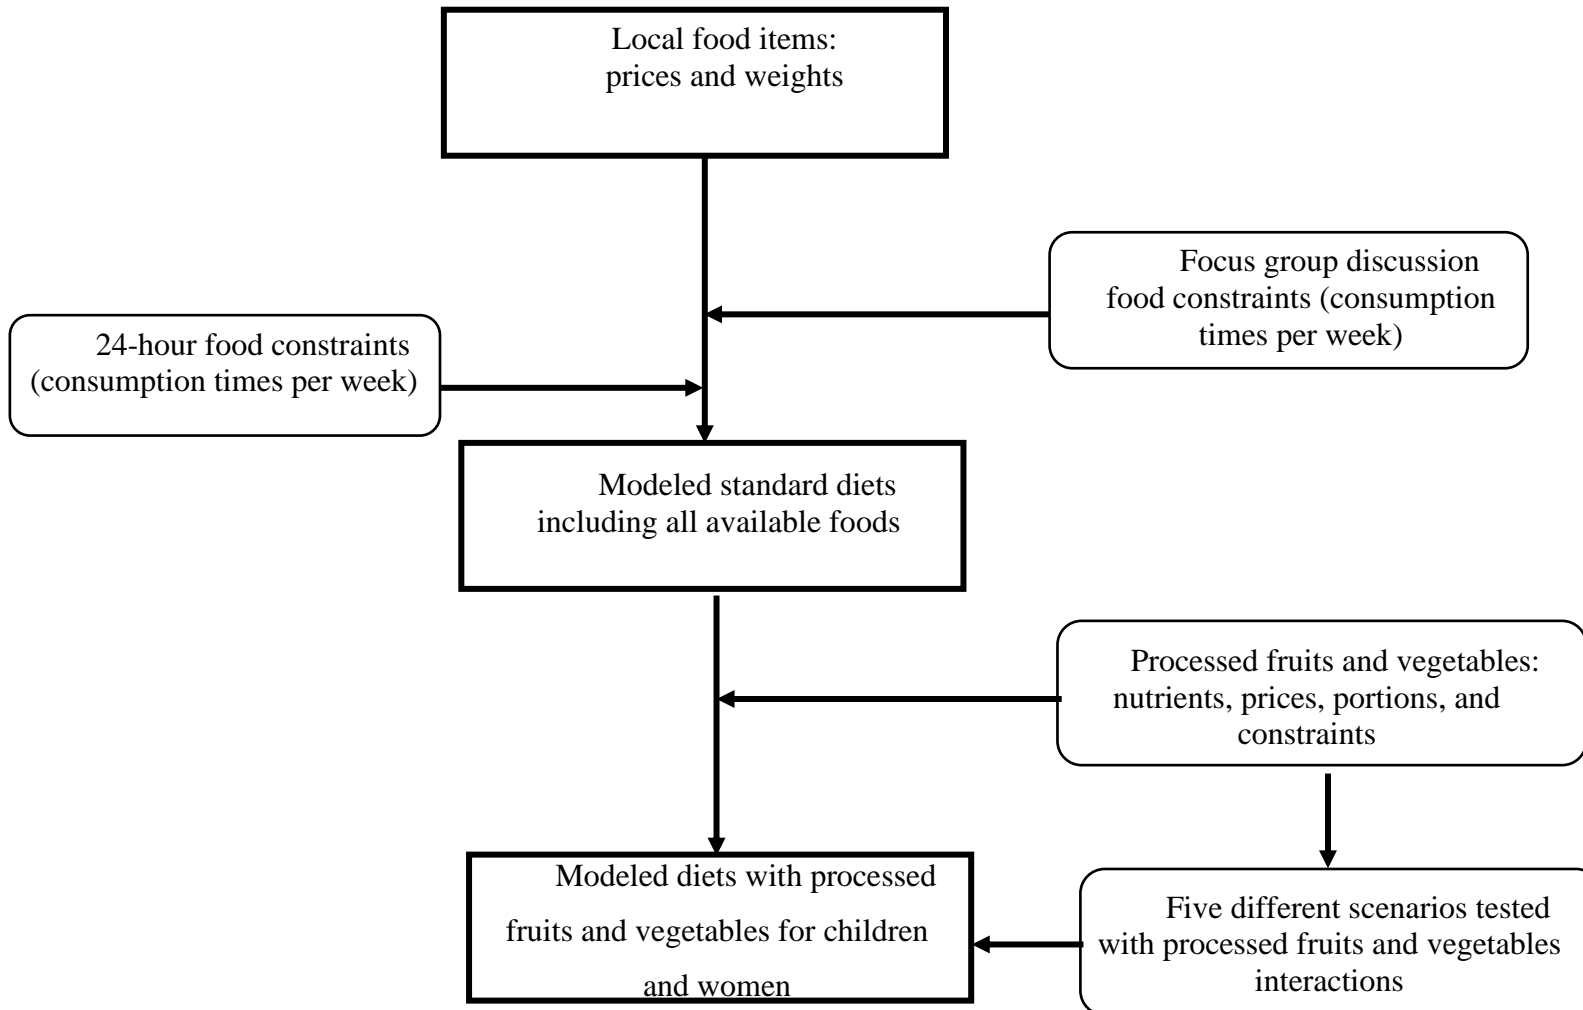 Local food items:
prices and weights
Focus group discussion
food constraints (consumption
times per week)
24-hour food constraints
(consumption times per week)
Modeled standard diets
including all available foods
Processed fruits and vegetables:
nutrients, prices, portions, and
constraints
Modeled diets with processed
fruits and vegetables for children
and women
Five different scenarios tested
with processed fruits and vegetables
interactions